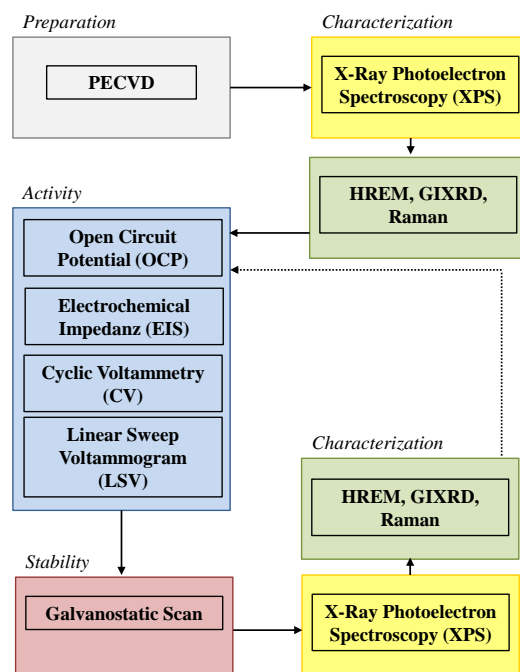 Preparation
PECVD
Characterization
X-Ray Photoelectron
Spectroscopy (XPS)
HREM, GIXRD,
Raman
Activity
Open Circuit
Potential (OCP)
Electrochemical
Impedanz (EIS)
Cyclic Voltammetry
(CV)
Linear Sweep
Voltammogram
(LSV)
Stability
Galvanostatic Scan
Characterization
HREM, GIXRD,
Raman
X-Ray Photoelectron
Spectroscopy (XPS)